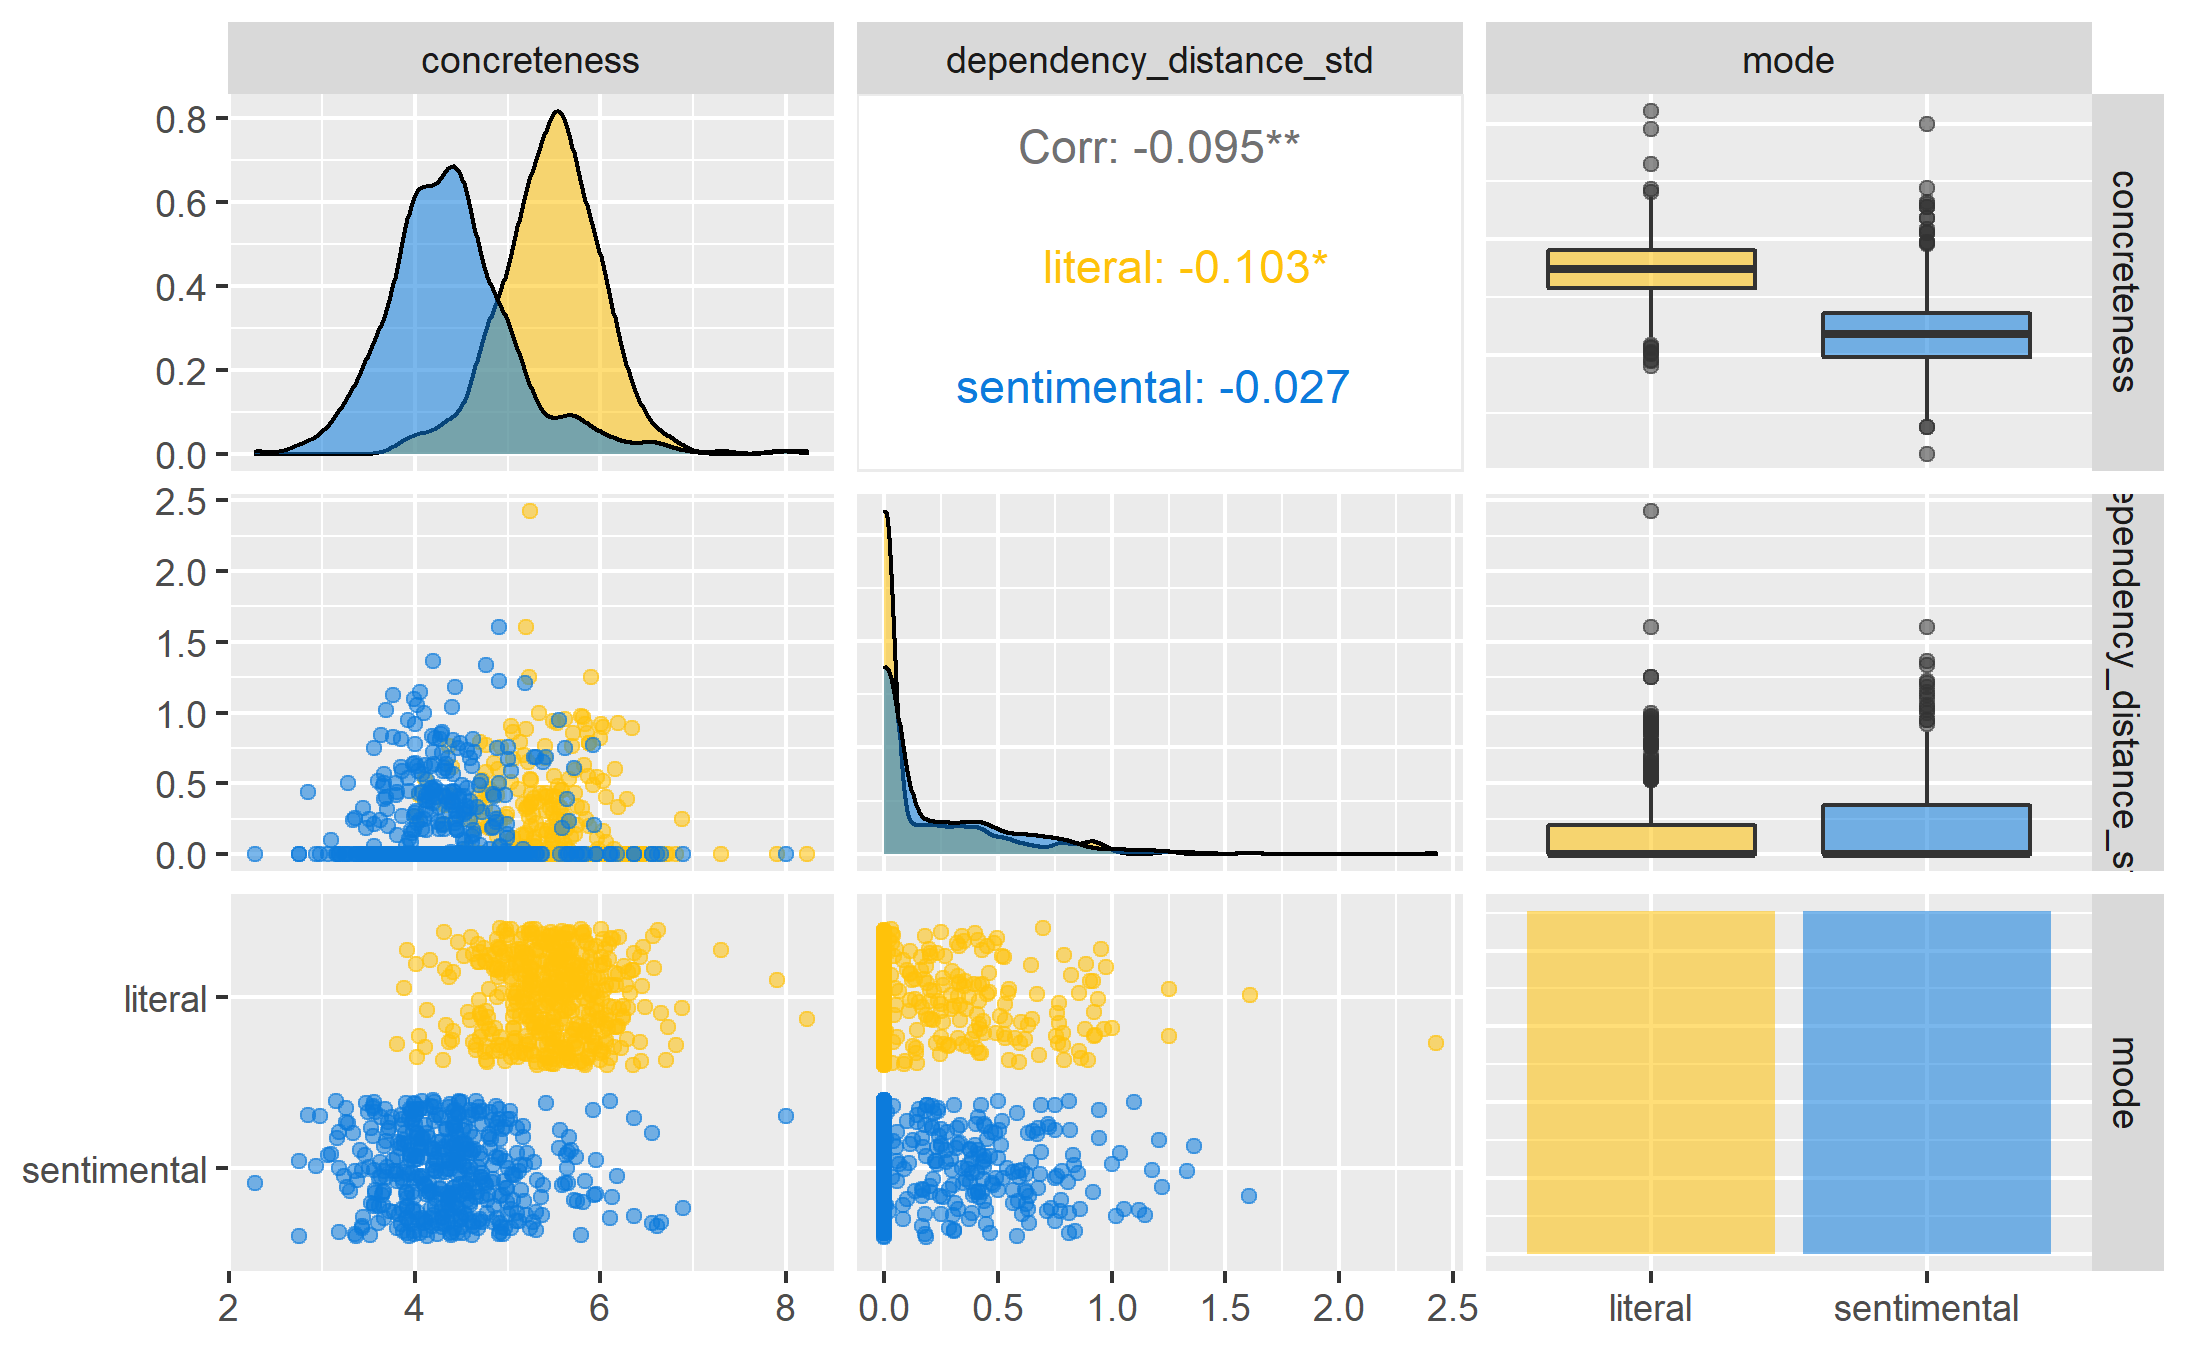 concreteness
dependency_distance_std
mode
0.8
0.6
0.4
0.2
0.0
Corr: -0.095**
literal: -0.103*
sentimental: -0.027
concreteness
2.5
2.0
1.5
1.0
0.5
0.0
ependency_distance_s
literal
sentimental
mode
2 4 6 8
0.0 0.5 1.0 1.5 2.0 2.5
literal sentimental